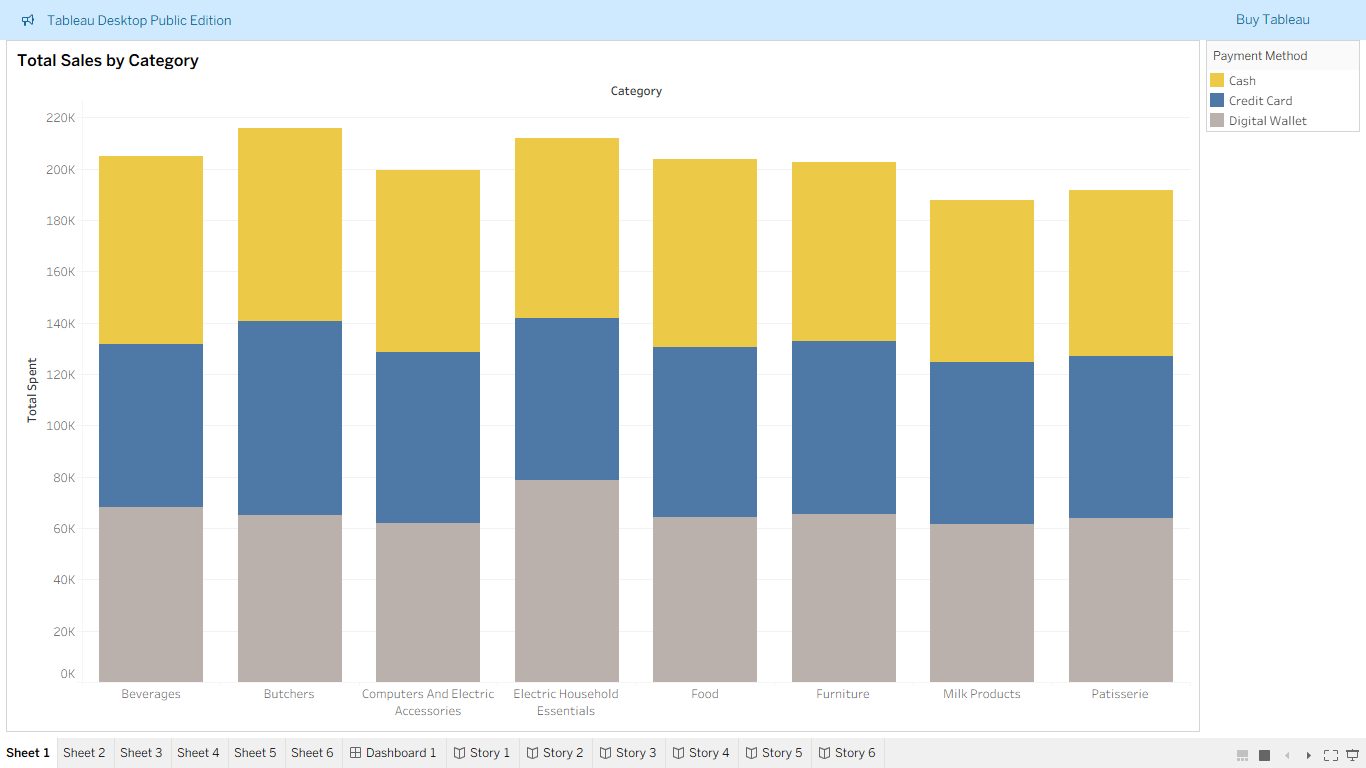 Tableau Desktop Public Edition
Buy Tableau
Total Sales by Category
Payment Method
Cash
Credit Card
Digital Wallet
Category
Total Spent
220K
200K
180K
160K
140K
120K
100K
80K
60K
40K
20K
0K
Beverages
Butchers
Computers And Electric
Accessories
Electric Household
Essentials
Food
Furniture
Milk Products
Patisserie
Sheet 1
Sheet 2
Sheet 3
Sheet 4
Sheet 5
Sheet 6
Dashboard 1
Story 1
Story 2
Story 3
Story 4
Story 5
Story 6